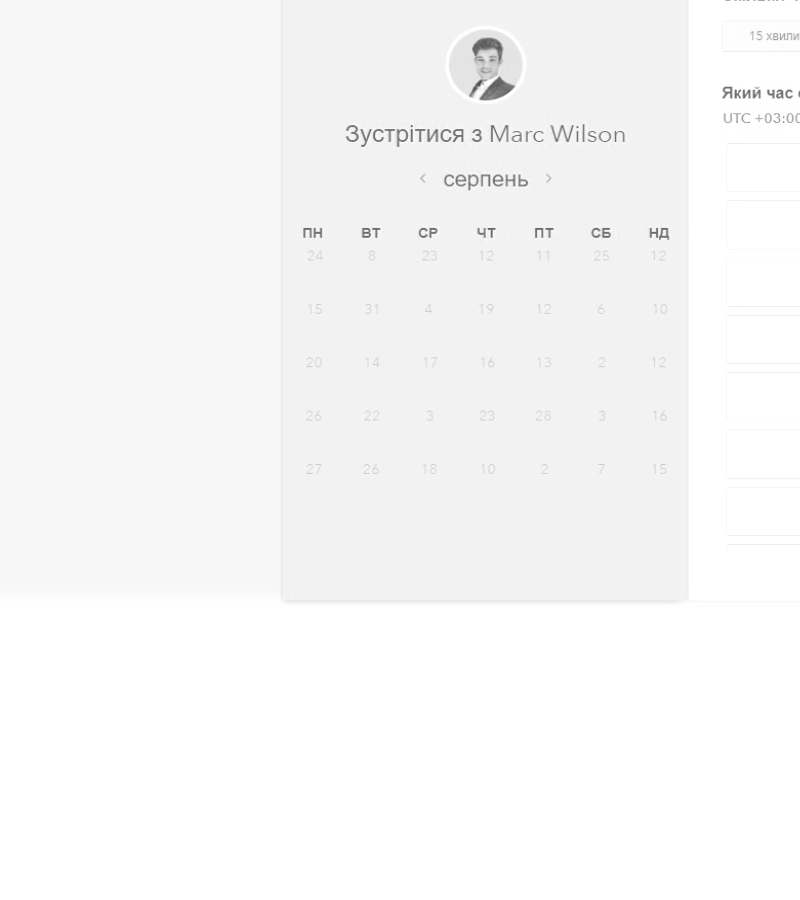 Зустрітися з Marc Wilson
серпень
ПН ВТ СР ЧТ ПТ СБ НД
24 8 23 12 11 25 12
15 31 4 19 12 6 10
20 14 17 16 13 2 12
26 22 3 23 28 3 16
27 26 18 10 2 7 15
15 хвили
Який час
UTC +03:00